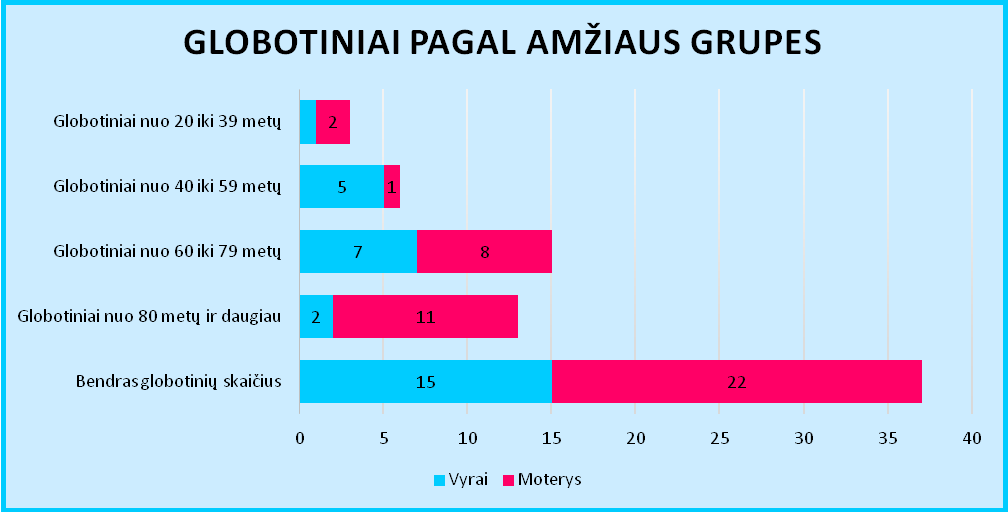 GLOBOTINIAI PAGAL AMŽIAUS GRUPES
Globotiniai nuo 20 iki 39 metų
2
Globotiniai nuo 40 iki 59 metų
5 1
Globotiniai nuo 60 iki 79 metų
7 8
Globotiniai nuo 80 metų ir daugiau
2 11
Bendras globotinių skaičius
15 22
0 5 10 15 20 25 30 35 40
Vyrai Moterys